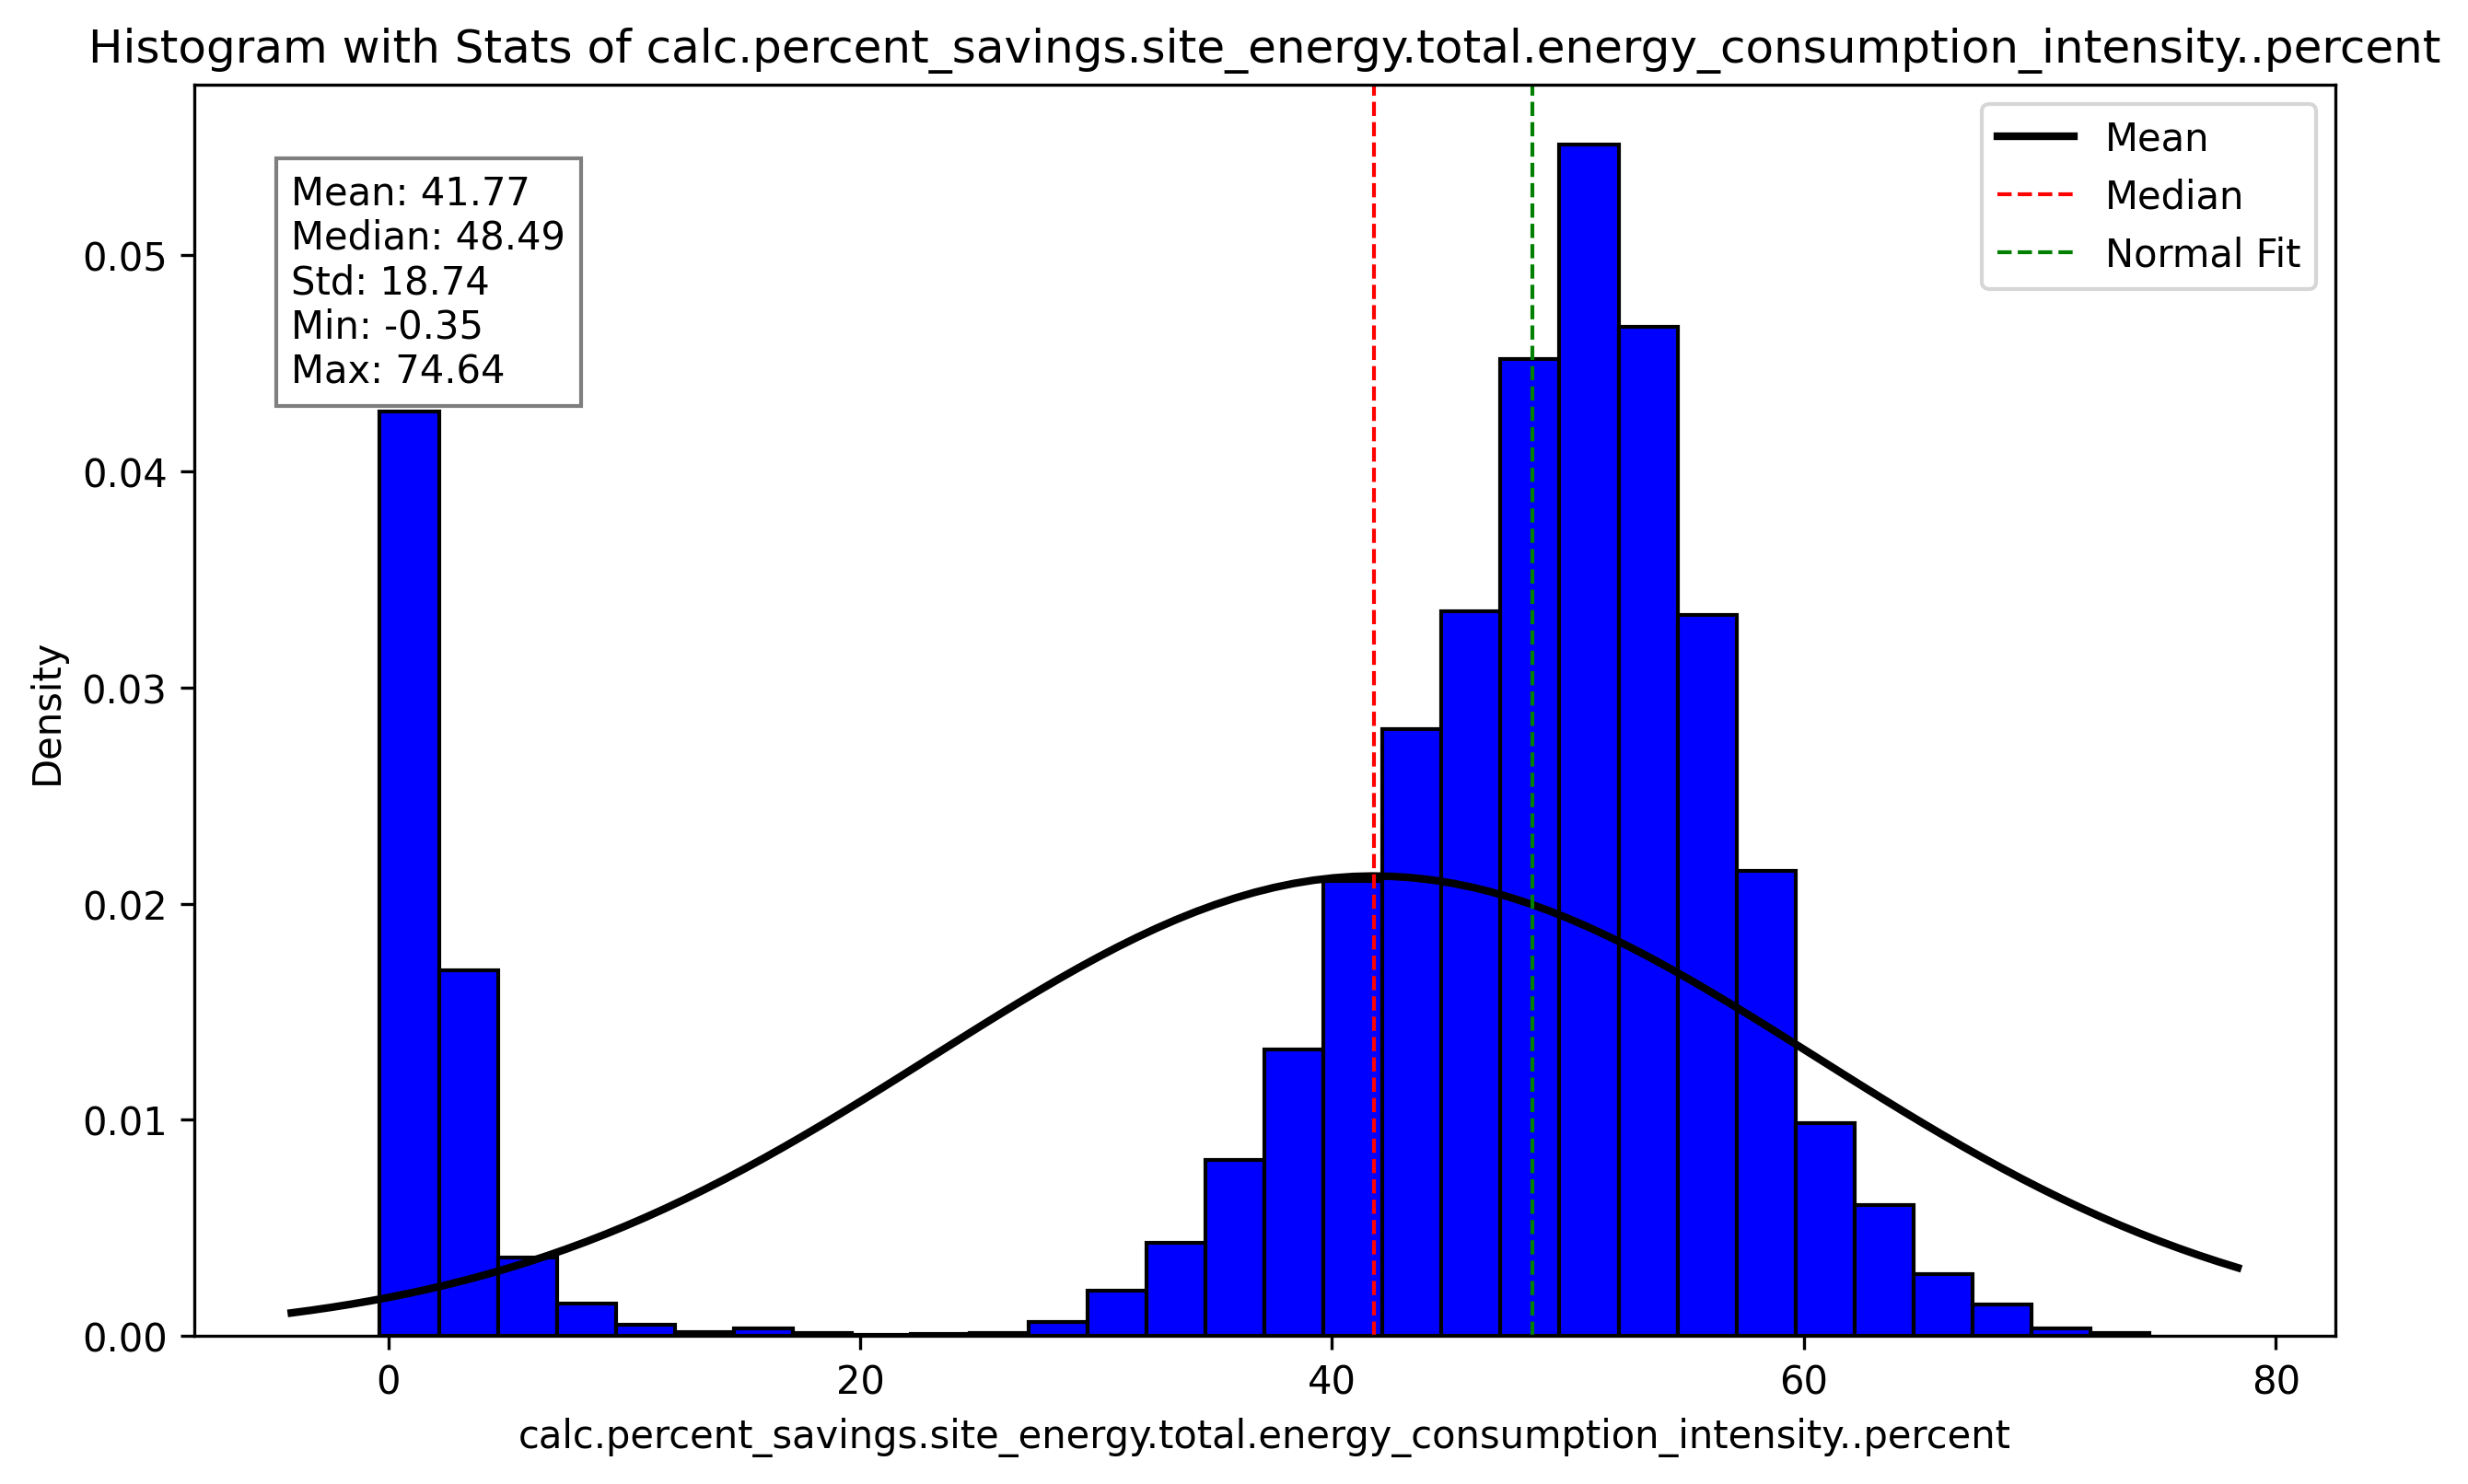 Histogram with Stats of calc.percent_savings.site_energy.total.energy_consumption_intensity..percent
Mean
Median
Normal Fit
Mean: 41.77
Median: 48.49
Std: 18.74
Min: -0.35
Max: 74.64
0.05
0.04
0.03
0.02
0.01
0.00
Density
0
20
40
60
80
calc.percent_savings.site_energy.total.energy_consumption_intensity..percent